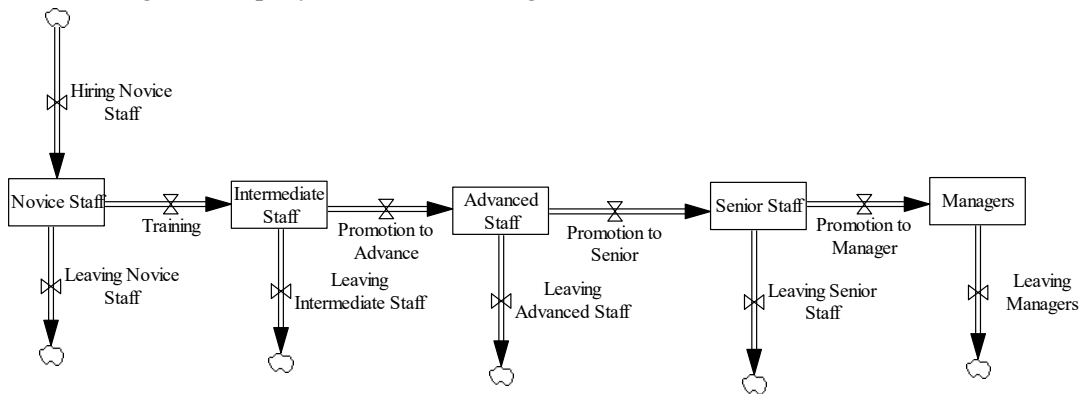 Hiring Novice
Staff
Novice Staff
Training
Intermediate
Staff
Promotion to
Advance
Advanced
Staff
Promotion to
Senior
Senior Staff
Promotion to
Manager
Managers
Leaving Novice
Staff
Leaving
Intermediate Staff
Leaving
Advanced Staff
Leaving Senior
Staff
Leaving
Managers